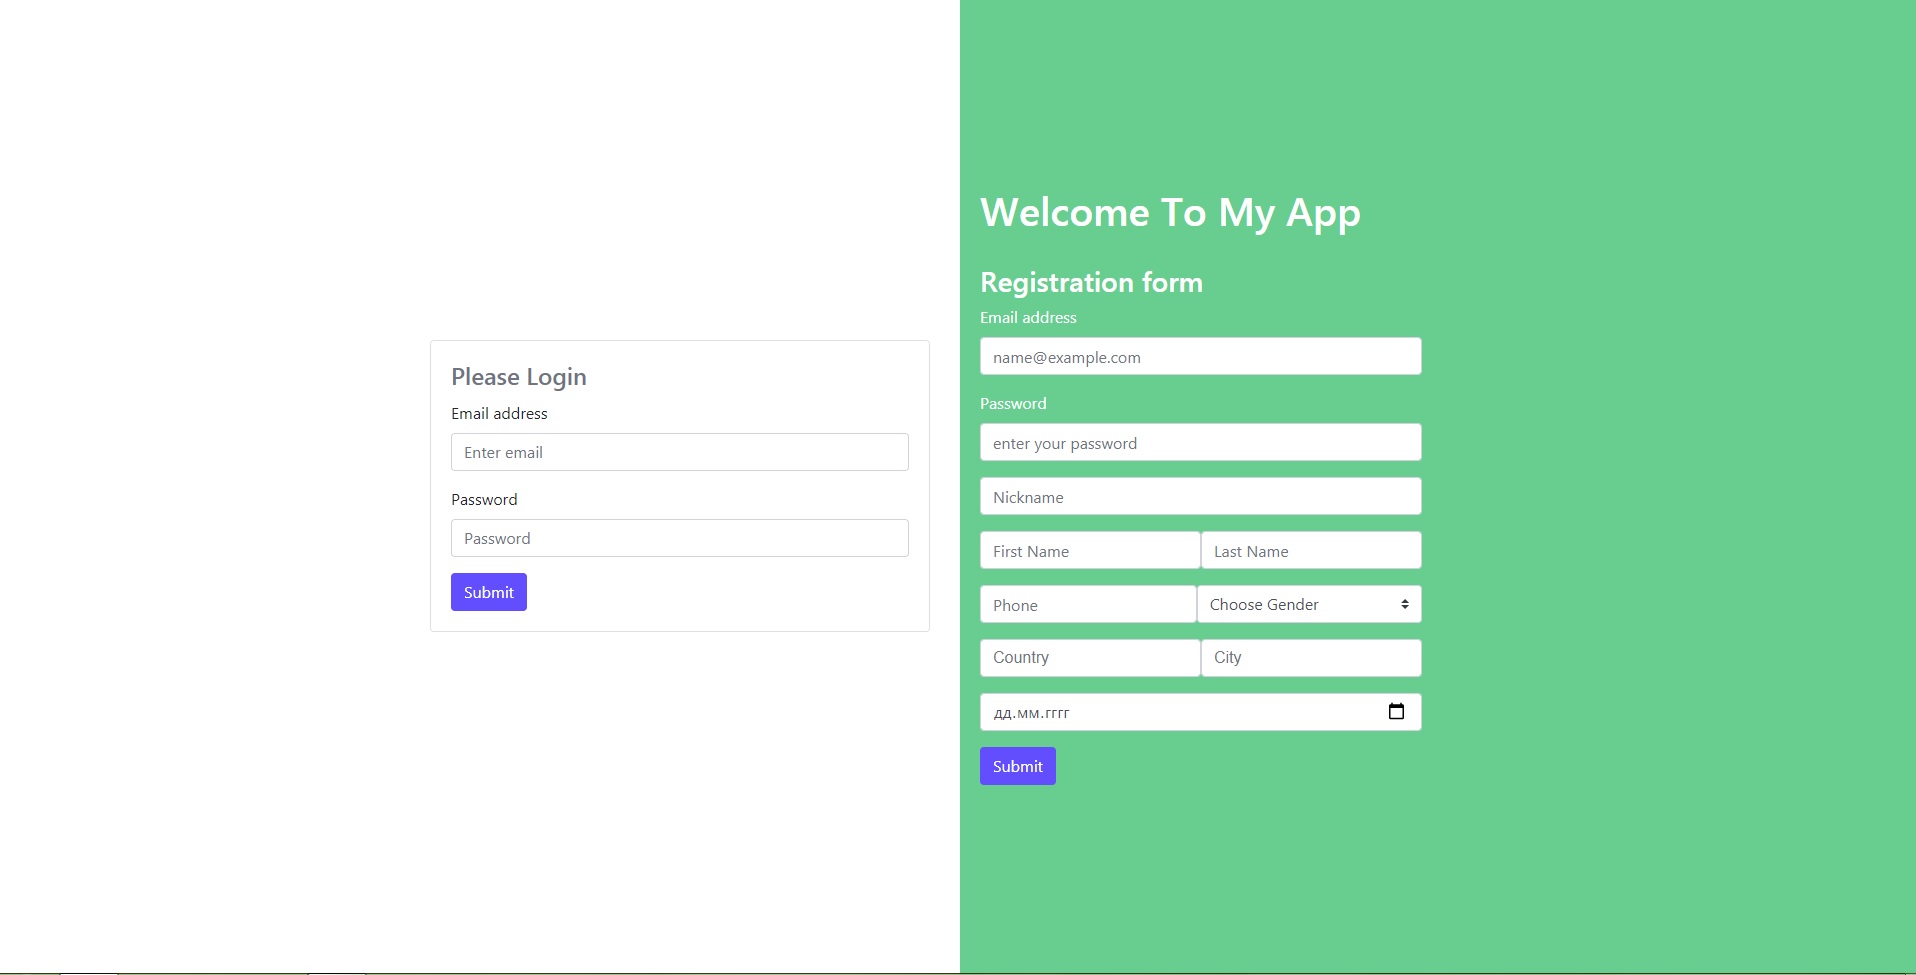 Please Login
Email address
Enter email
Password
Password
Submit
Welcome To My App
Registration form
Email address
name@example.com
Password
enter your password
Nickname
First Name Last Name
Phone Choose Gender
Country City
дд.мм.гггг
Submit